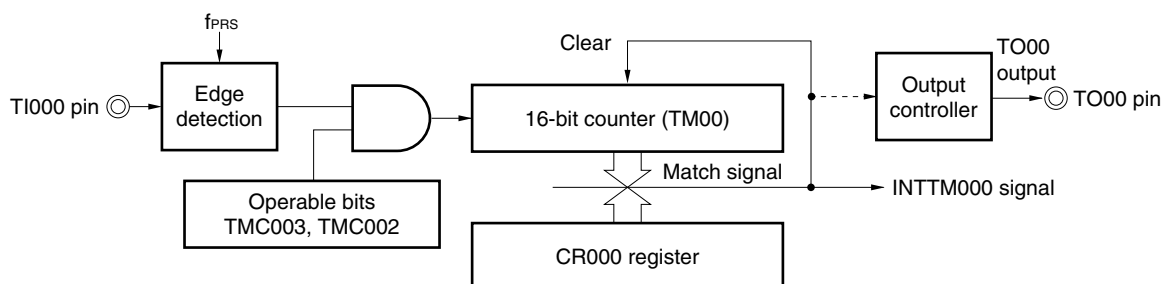 fPRS
Clear
TO00
output
TI000 pin
Edge
detection
16-bit counter (TM00)
Output
controller
TO00 pin
Match signal
Operable bits
TMC003, TMC002
INTTM000 signal
CR000 register